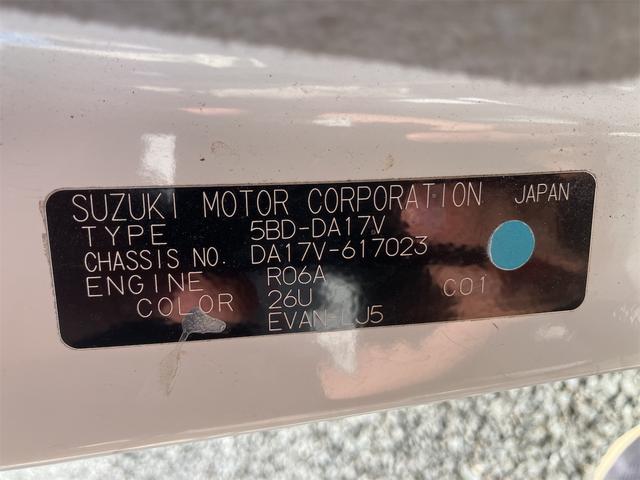 SUZUKI MOTOR CORPORATION JAPAN
TYPE 5BD-DA17V
CHASSIS NO. DA17V-617023
ENGINE R06A
COLOR 26U C01
EVAN-LJ5